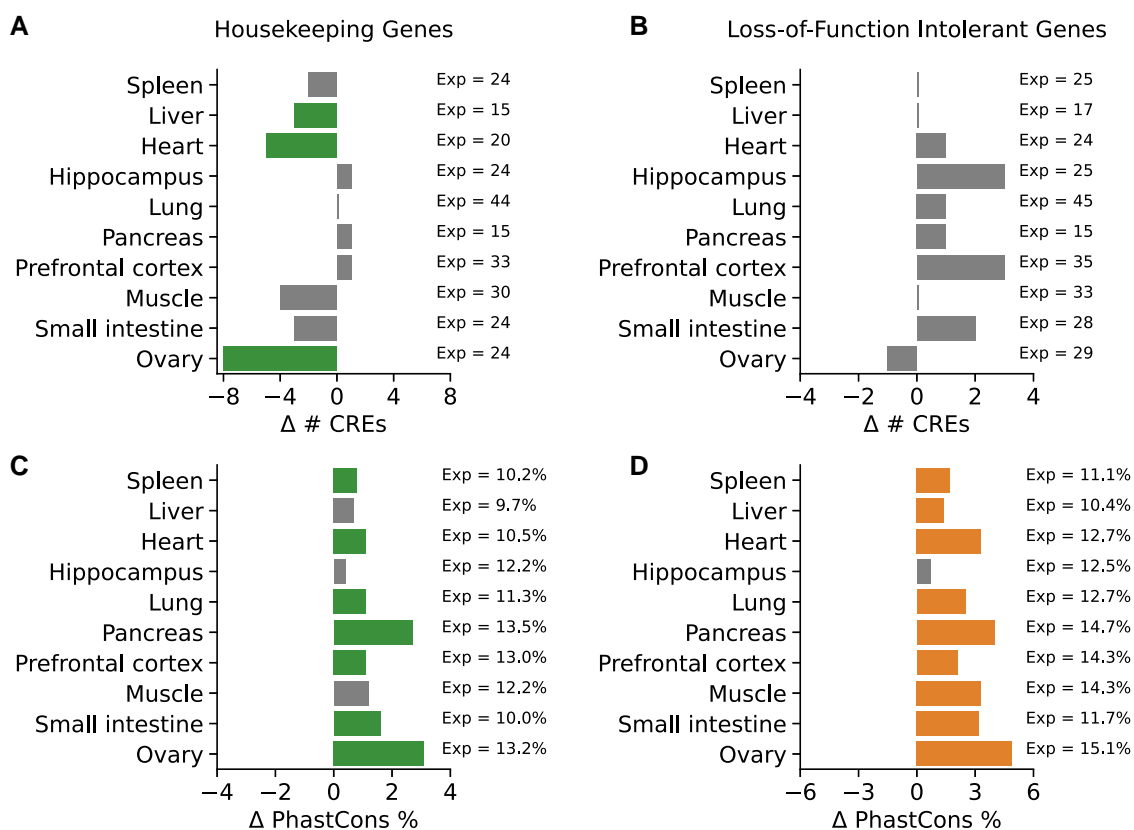 A Housekeeping Genes
Spleen Exp = 24
Liver Exp = 15
Heart Exp = 20
Hippocampus Exp = 24
Lung Exp = 44
Pancreas Exp = 15
Prefrontal cortex Exp = 33
Muscle Exp = 30
Small intestine Exp = 24
Ovary Exp = 24
−8 −4 0 4 8
Δ # CREs
B Loss-of-Function Intolerant Genes
Spleen Exp = 25
Liver Exp = 17
Heart Exp = 24
Hippocampus Exp = 25
Lung Exp = 45
Pancreas Exp = 15
Prefrontal cortex Exp = 35
Muscle Exp = 33
Small intestine Exp = 28
Ovary Exp = 29
−4 −2 0 2 4
Δ # CREs
C
Spleen Exp = 10.2%
Liver Exp = 9.7%
Heart Exp = 10.5%
Hippocampus Exp = 12.2%
Lung Exp = 11.3%
Pancreas Exp = 13.5%
Prefrontal cortex Exp = 13.0%
Muscle Exp = 12.2%
Small intestine Exp = 10.0%
Ovary Exp = 13.2%
−4 −2 0 2 4
Δ PhastCons %
D
Spleen Exp = 11.1%
Liver Exp = 10.4%
Heart Exp = 12.7%
Hippocampus Exp = 12.5%
Lung Exp = 12.7%
Pancreas Exp = 14.7%
Prefrontal cortex Exp = 14.3%
Muscle Exp = 14.3%
Small intestine Exp = 11.7%
Ovary Exp = 15.1%
−6 −3 0 3 6
Δ PhastCons %